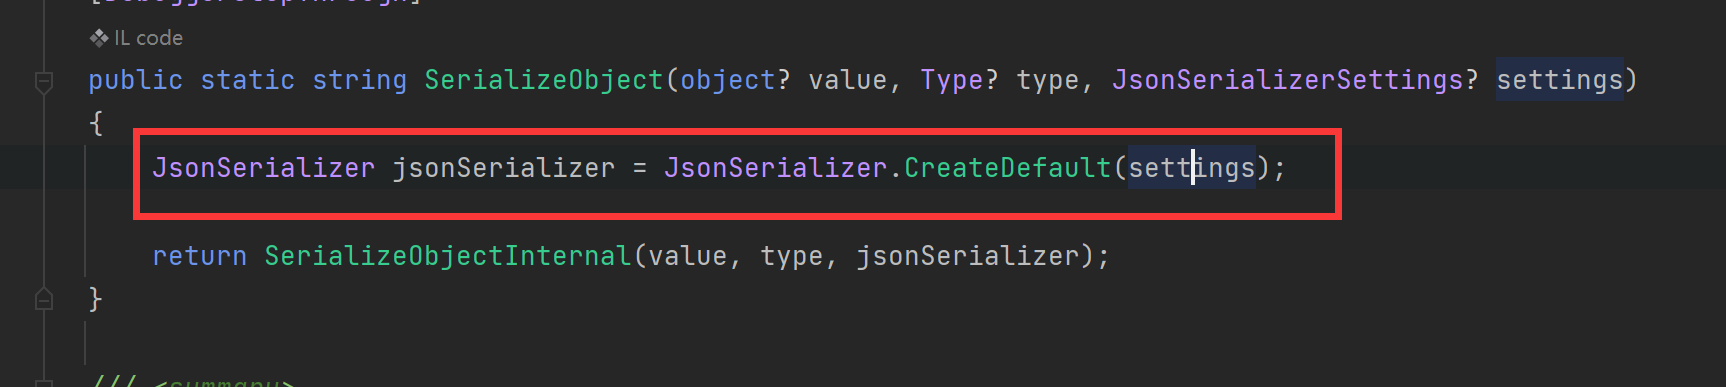 IL code
public static string SerializeObject(object? value, Type? type, JsonSerializerSettings? settings)
{
JsonSerializer jsonSerializer = JsonSerializer.CreateDefault(settings);
return SerializeObjectInternal(value, type, jsonSerializer);
}
/// <summary>